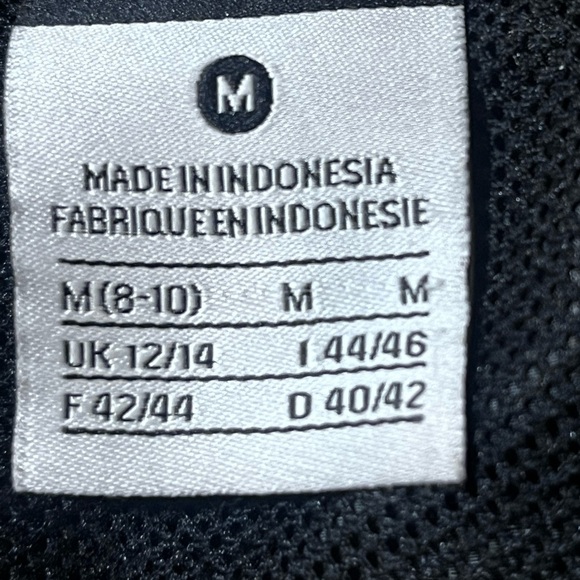 M
MADE IN INDONESIA
FABRIQUE EN INDONESIE
M (8-10) M M
UK 12/14 I 44/46
F 42/44 D 40/42